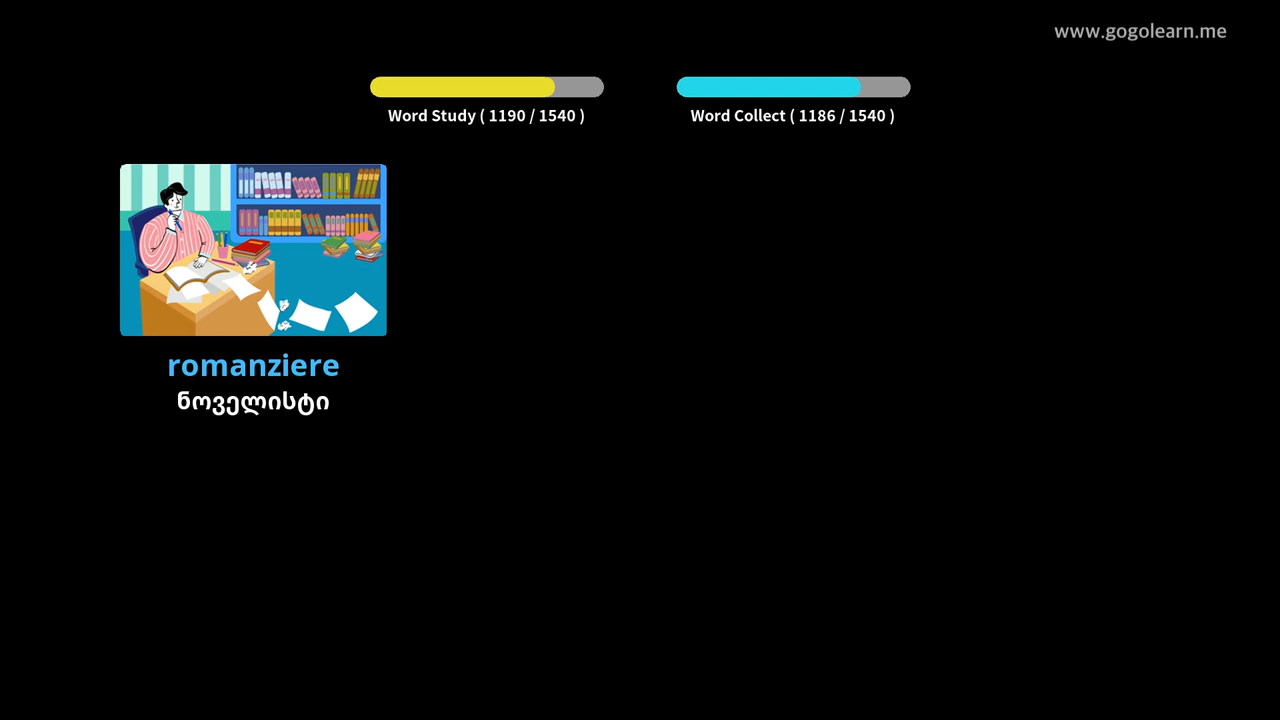 www.gogolearn.me
Word Study ( 1190 / 1540 )
Word Collect ( 1186 / 1540 )
romanziere
ნოველისტი